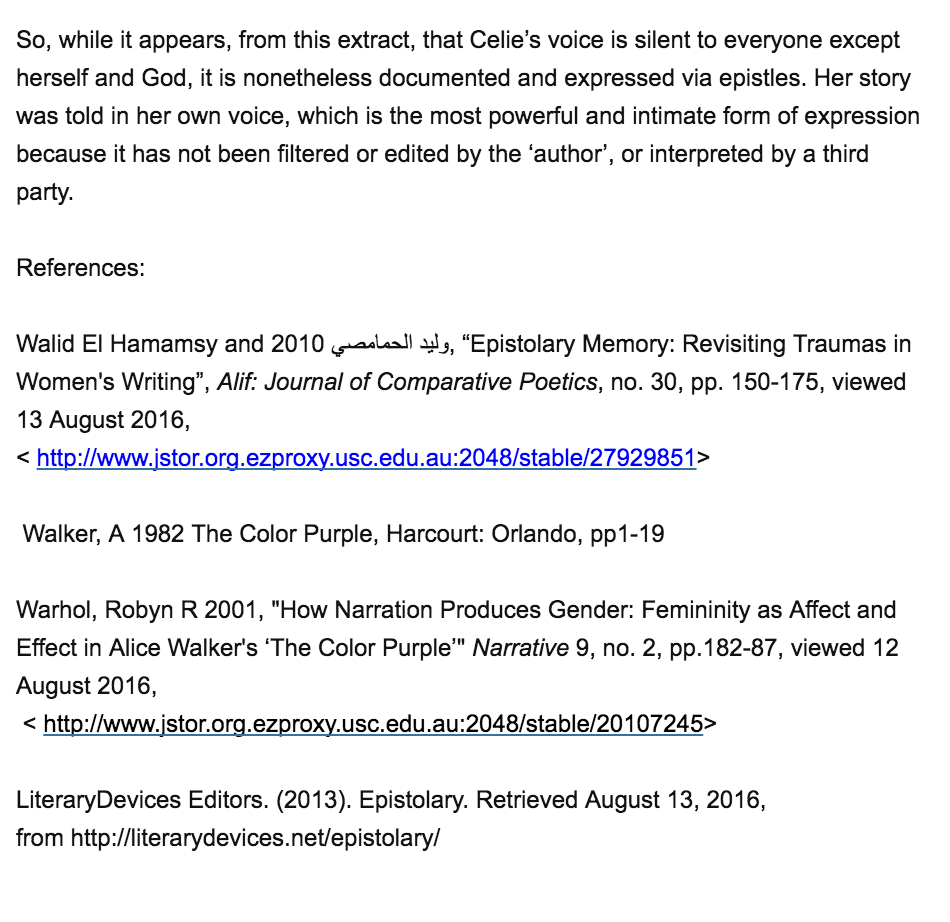 So, while it appears, from this extract, that Celie’s voice is silent to everyone except
herself and God, it is nonetheless documented and expressed via epistles. Her story
was told in her own voice, which is the most powerful and intimate form of expression
because it has not been filtered or edited by the ‘author’, or interpreted by a third
party.
References:
Walid El Hamamsy and وليد الحمامصي 2010, “Epistolary Memory: Revisiting Traumas in
Women's Writing”, Alif: Journal of Comparative Poetics, no. 30, pp. 150-175, viewed
13 August 2016,
< http://www.jstor.org.ezproxy.usc.edu.au:2048/stable/27929851>
Walker, A 1982 The Color Purple, Harcourt: Orlando, pp1-19
Warhol, Robyn R 2001, "How Narration Produces Gender: Femininity as Affect and
Effect in Alice Walker's ‘The Color Purple’" Narrative 9, no. 2, pp.182-87, viewed 12
August 2016,
< http://www.jstor.org.ezproxy.usc.edu.au:2048/stable/20107245>
LiteraryDevices Editors. (2013). Epistolary. Retrieved August 13, 2016,
from http://literarydevices.net/epistolary/